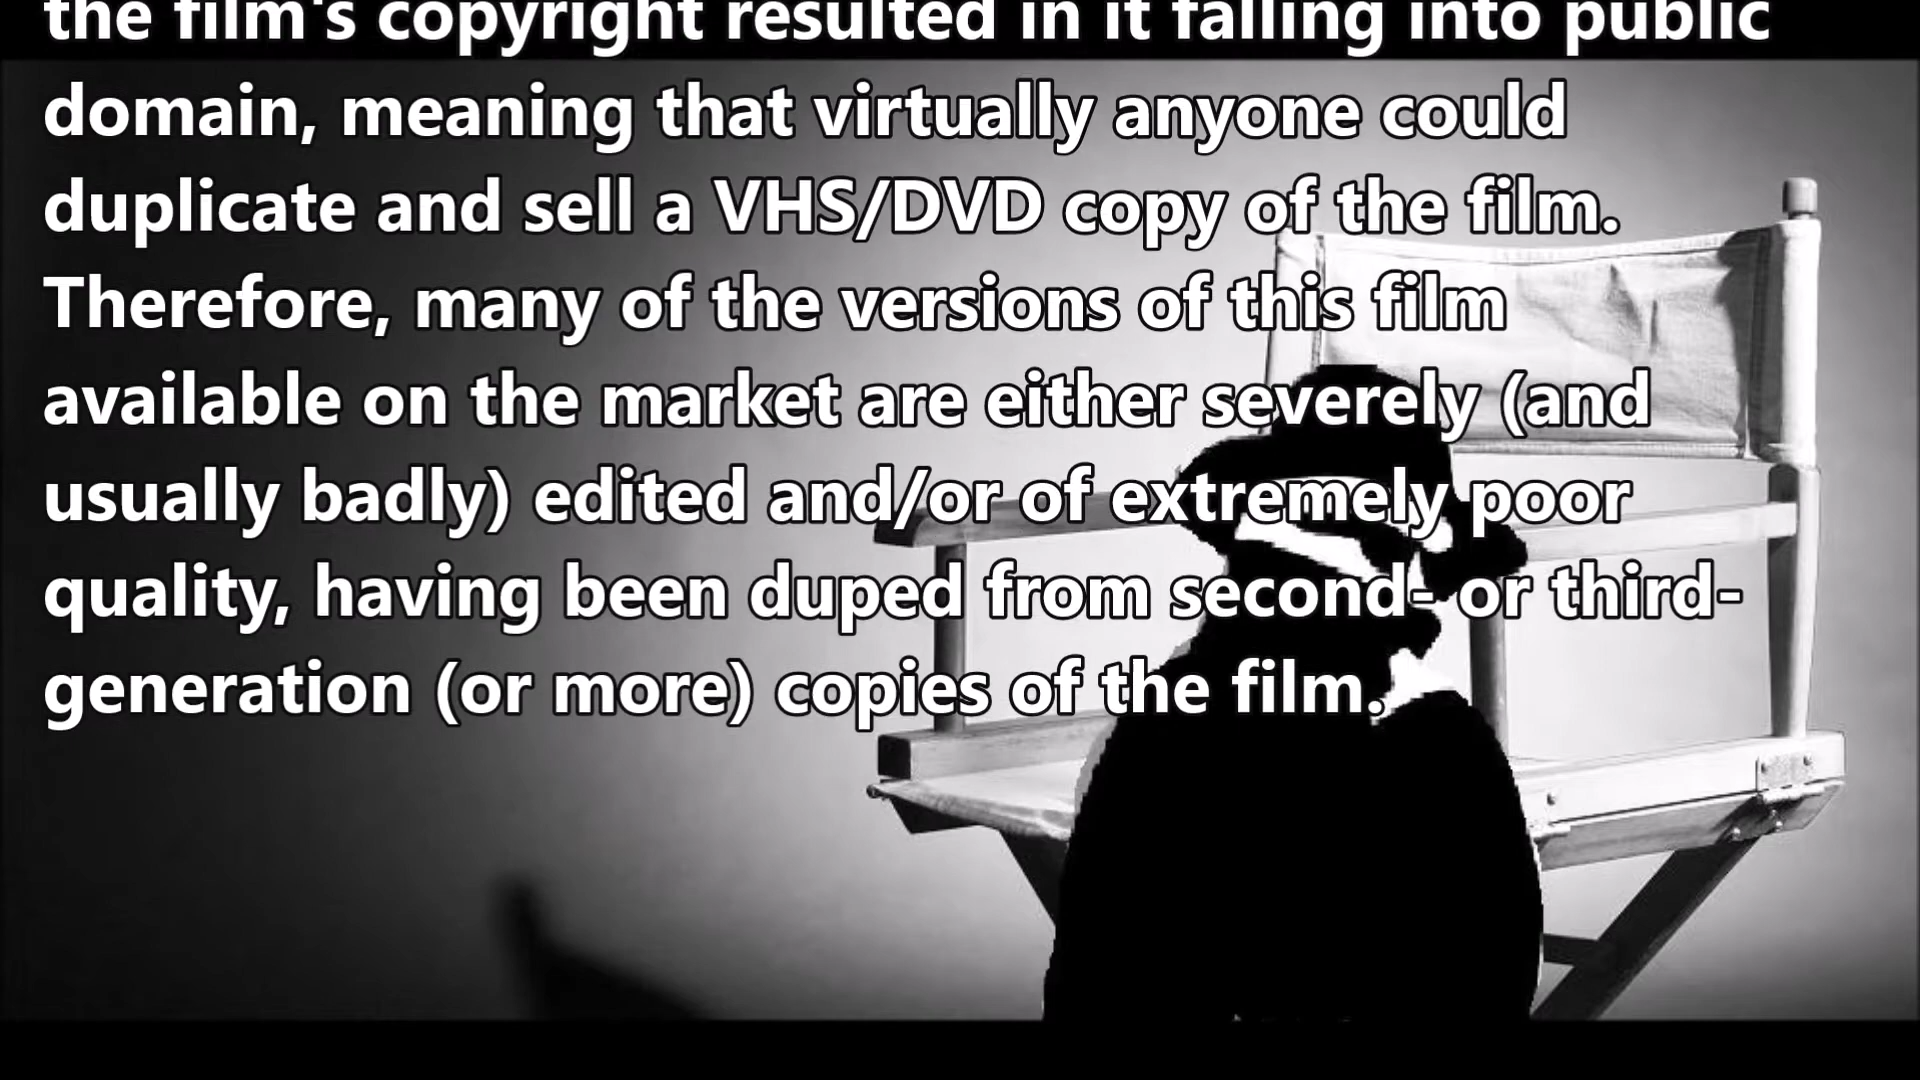 the film's copyright resulted in it falling into public
domain, meaning that virtually anyone could
duplicate and sell a VHS/DVD copy of the film.
Therefore, many of the versions of this film
available on the market are either severely (and
usually badly) edited and/or of extremely poor
quality, having been duped from second- or third-
generation (or more) copies of the film.